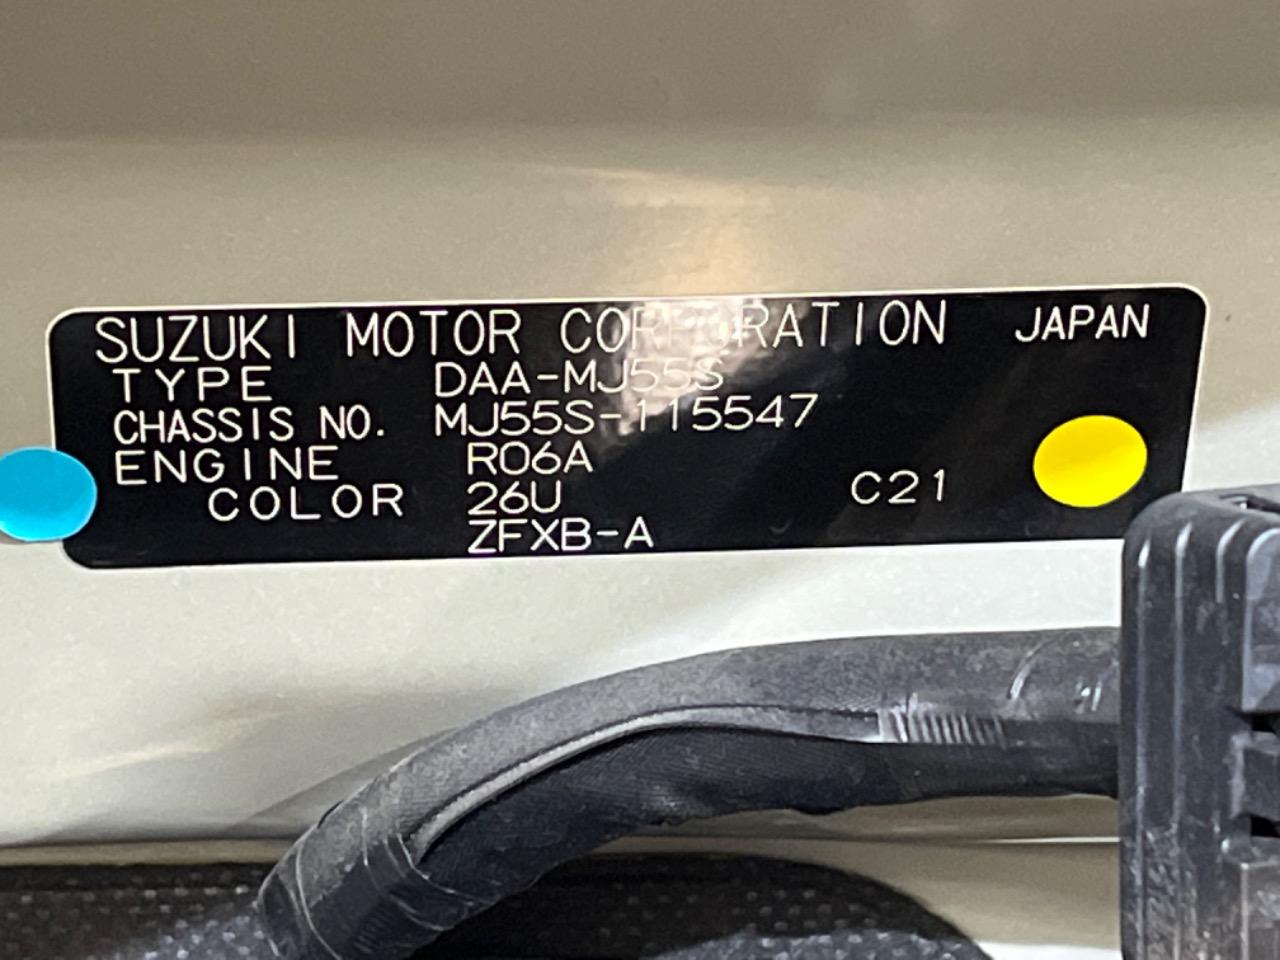 SUZUKI MOTOR CORPORATION JAPAN
TYPE DAA-MJ55S
CHASSIS NO. MJ55S-115547
ENGINE R06A
COLOR 26U C21
ZFXB-A